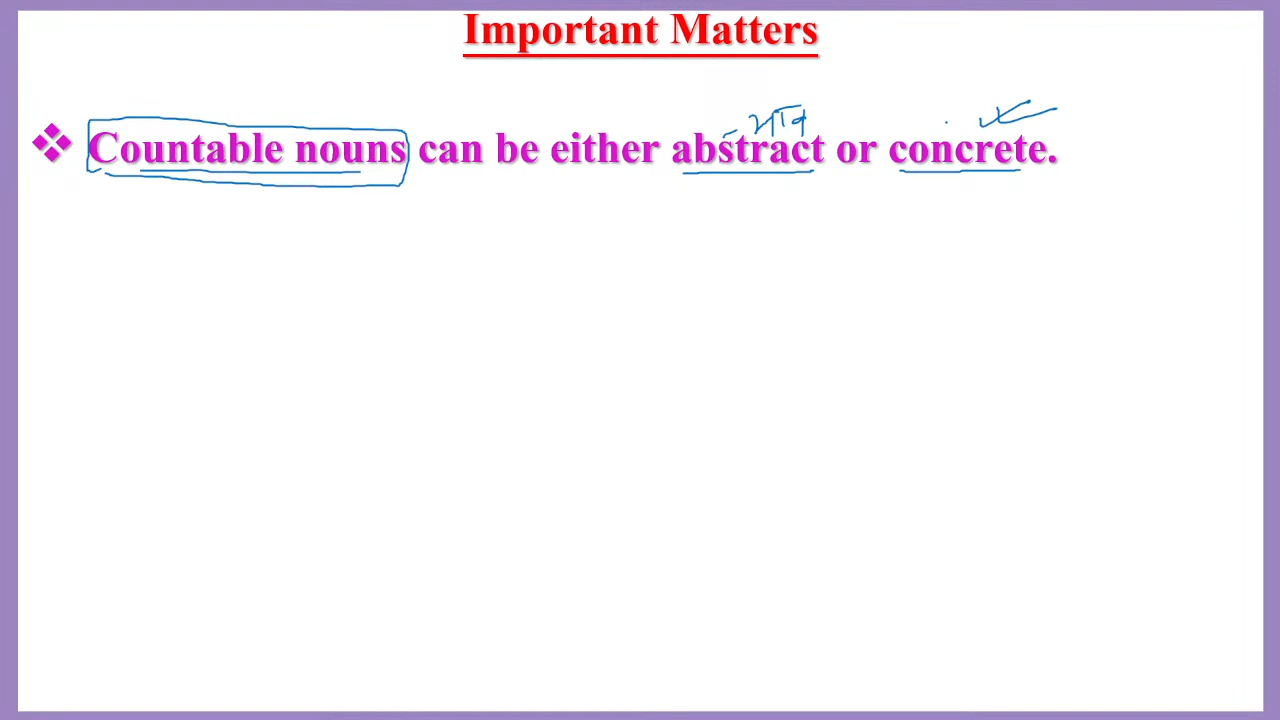 Important Matters
भाव
❖ Countable nouns can be either abstract or concrete.